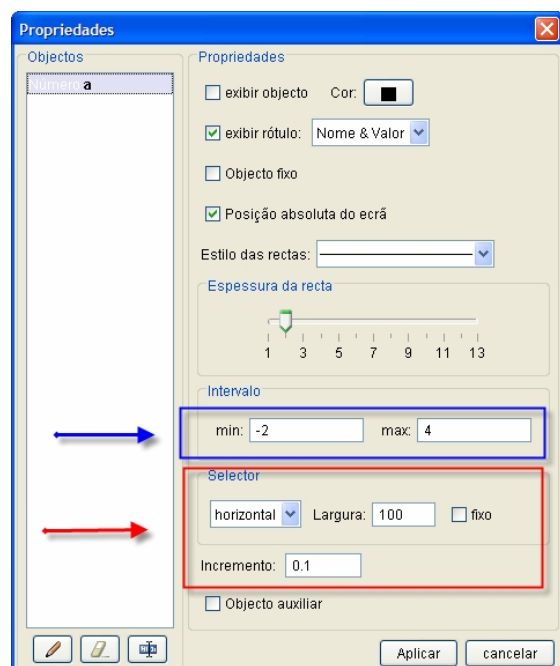 Propriedades
Objectos
Número a
Propriedades
exibir objecto Cor:
exibir rótulo: Nome & Valor
Objecto fixo
Posição absoluta do ecrã
Estilo das rectas:
Espessura da recta
1 3 5 7 9 11 13
Intervalo
min: -2 max: 4
Selector
horizontal Largura: 100 fixo
Incremento: 0.1
Objecto auxiliar
Aplicar cancelar